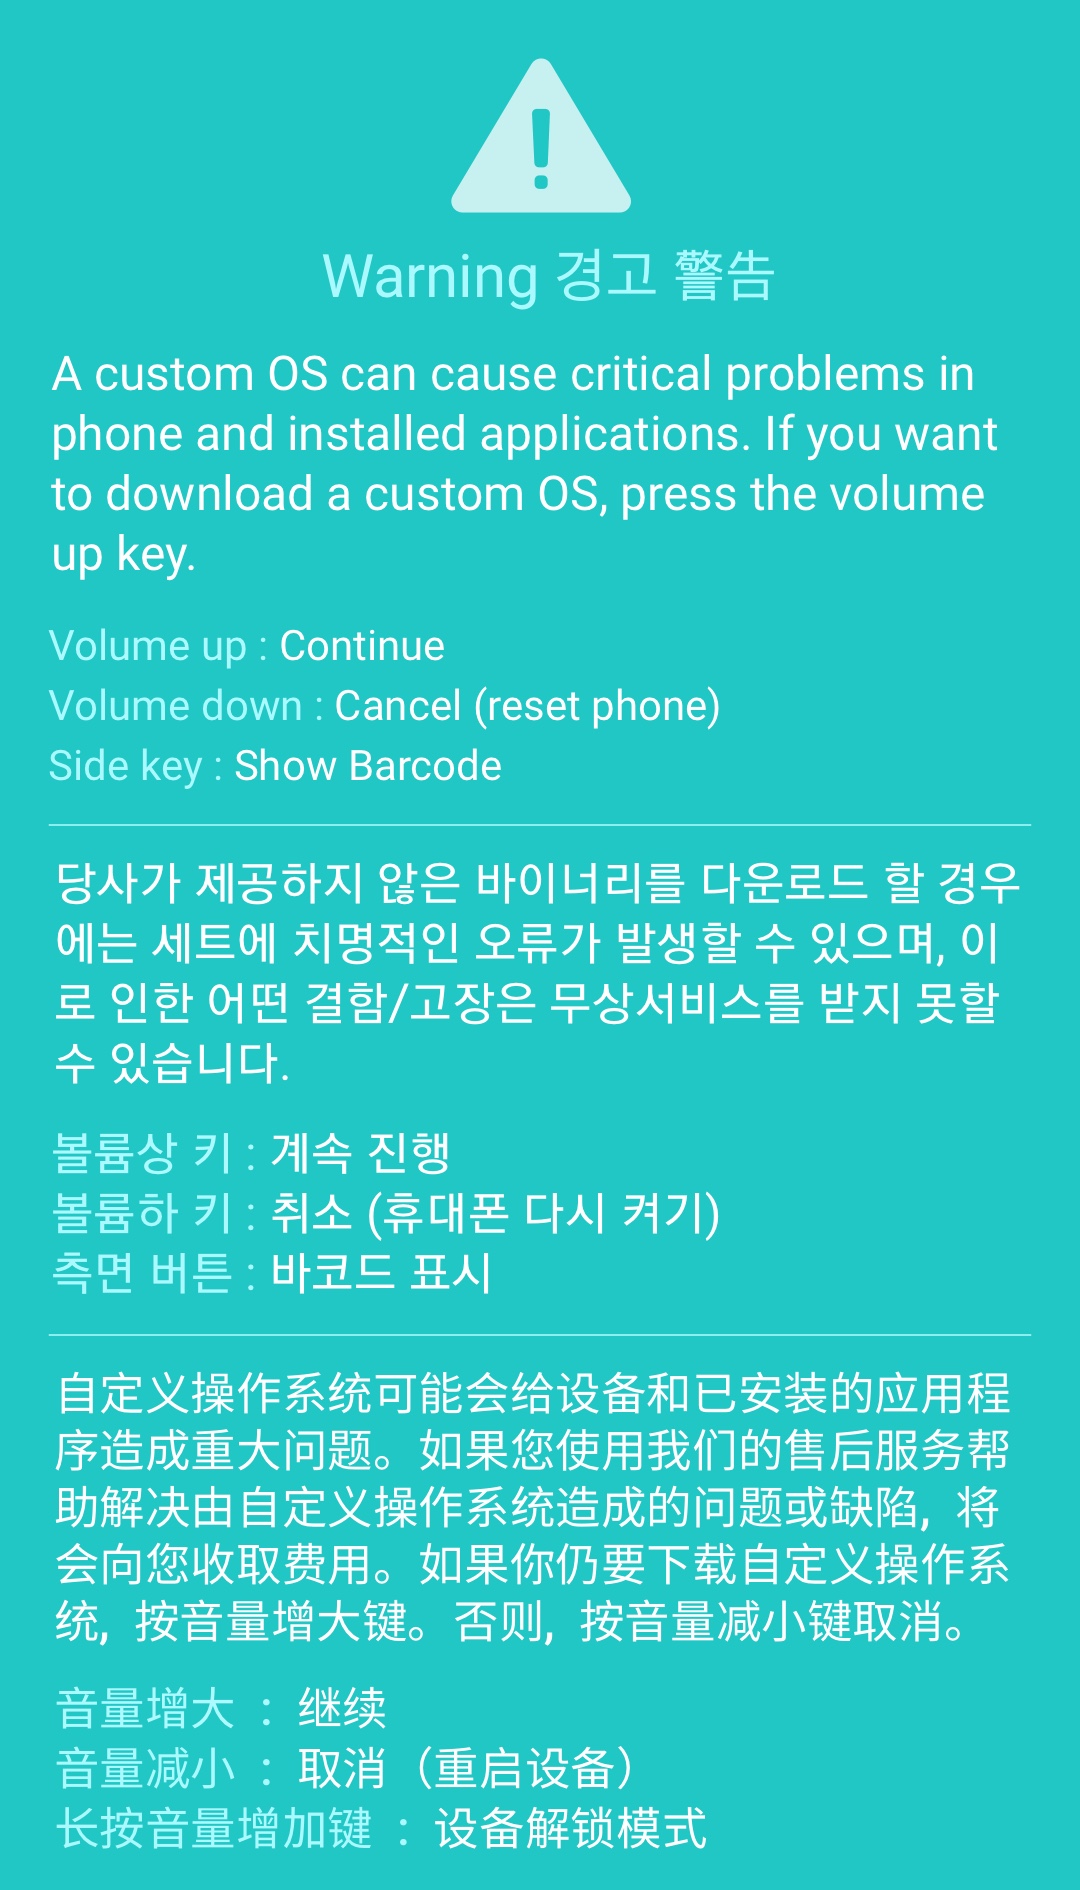 Warning 경고 警告
A custom OS can cause critical problems in
phone and installed applications. If you want
to download a custom OS, press the volume
up key.
Volume up : Continue
Volume down : Cancel (reset phone)
Side key : Show Barcode
당사가 제공하지 않은 바이너리를 다운로드 할 경우
에는 세트에 치명적인 오류가 발생할 수 있으며, 이
로 인한 어떤 결함/고장은 무상서비스를 받지 못할
수 있습니다.
볼륨상 키 : 계속 진행
볼륨하 키 : 취소 (휴대폰 다시 켜기)
측면 버튼 : 바코드 표시
自定义操作系统可能会给设备和已安装的应用程
序造成重大问题。如果您使用我们的售后服务帮
助解决由自定义操作系统造成的问题或缺陷, 将
会向您收取费用。如果你仍要下载自定义操作系
统, 按音量增大键。否则, 按音量减小键取消。
音量增大 : 继续
音量减小 : 取消（重启设备）
长按音量增加键 : 设备解锁模式